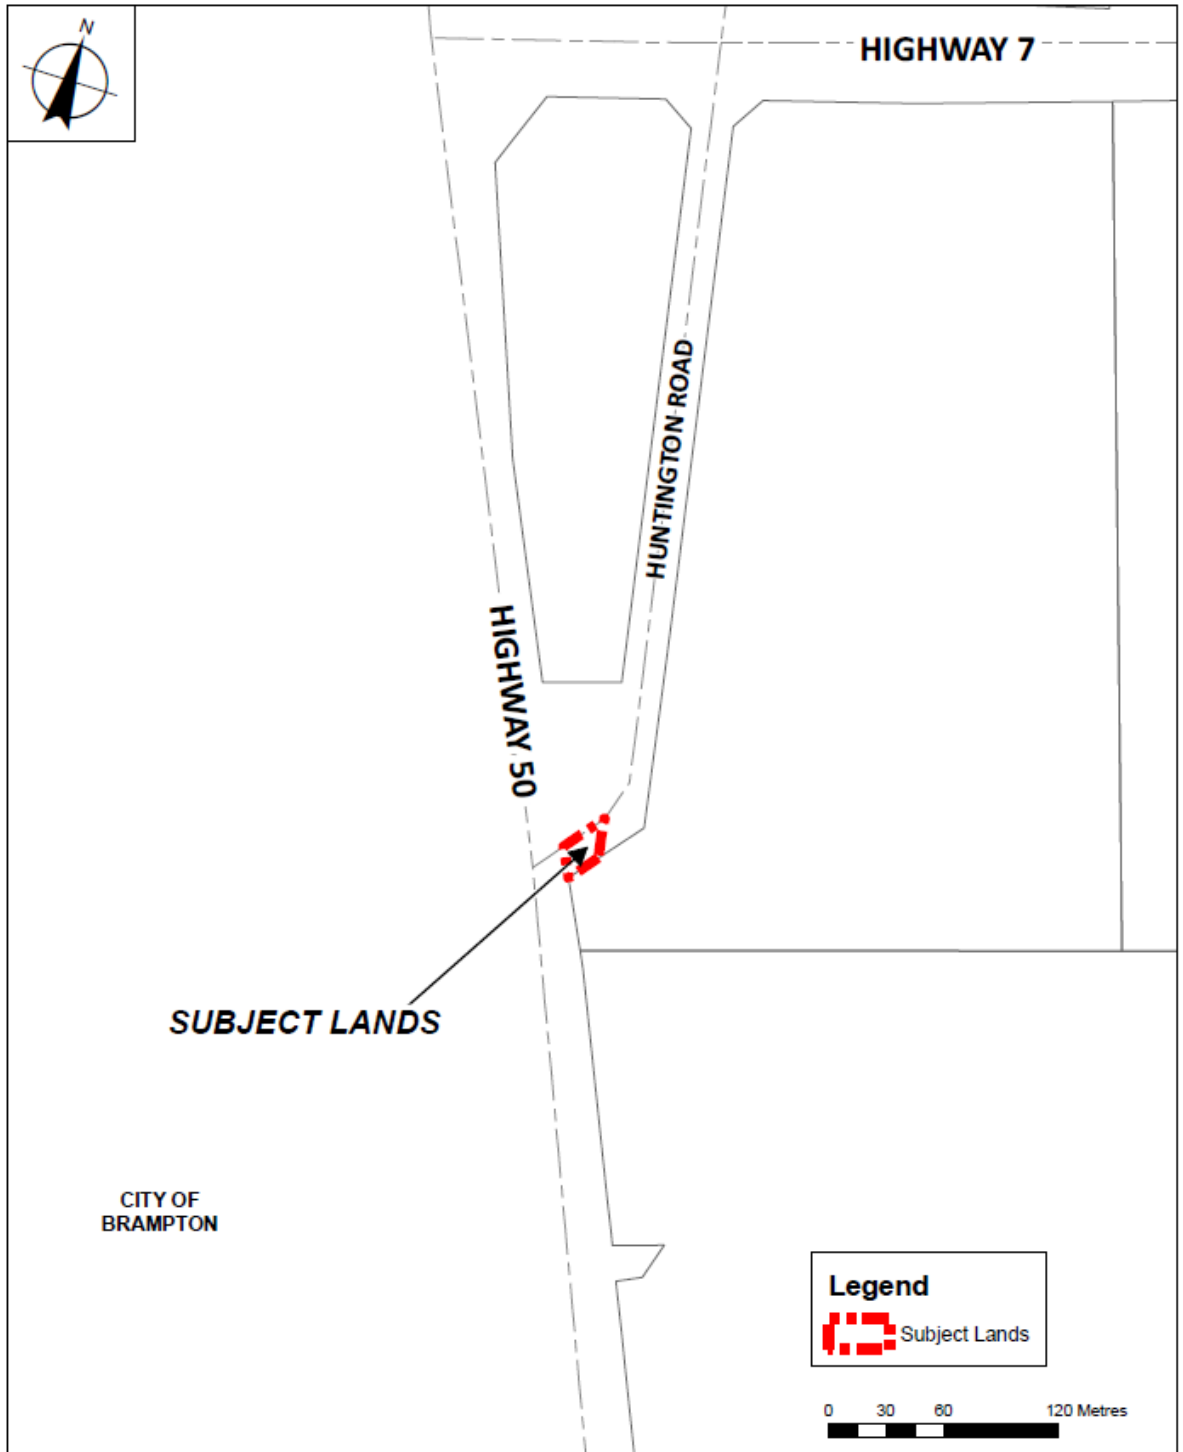 N
HIGHWAY 7
HUNTINGTON ROAD
HIGHWAY 50
SUBJECT LANDS
CITY OF
BRAMPTON
Legend
Subject Lands
0 30 60 120 Metres